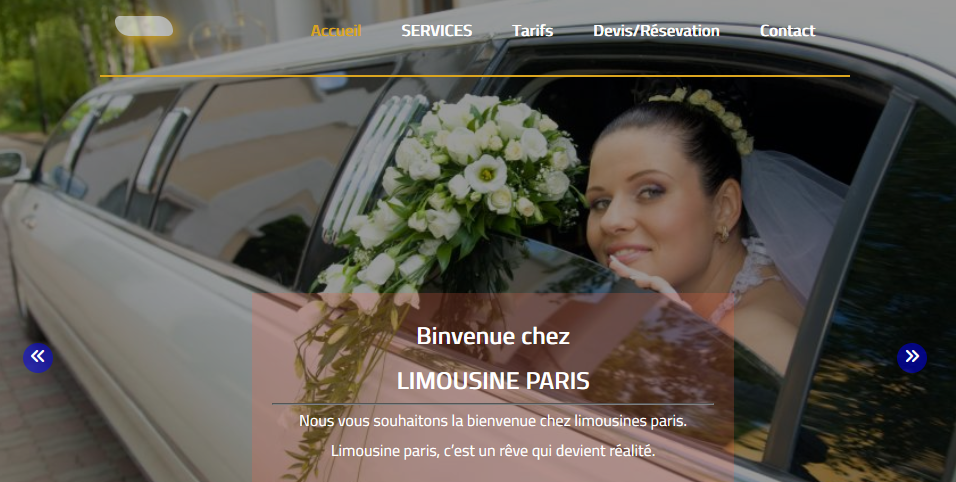 Accueil SERVICES Tarifs Devis/Résevation Contact
Binvenue chez
LIMOUSINE PARIS
Nous vous souhaitons la bienvenue chez limousines paris.
Limousine paris, c’est un rêve qui devient réalité.